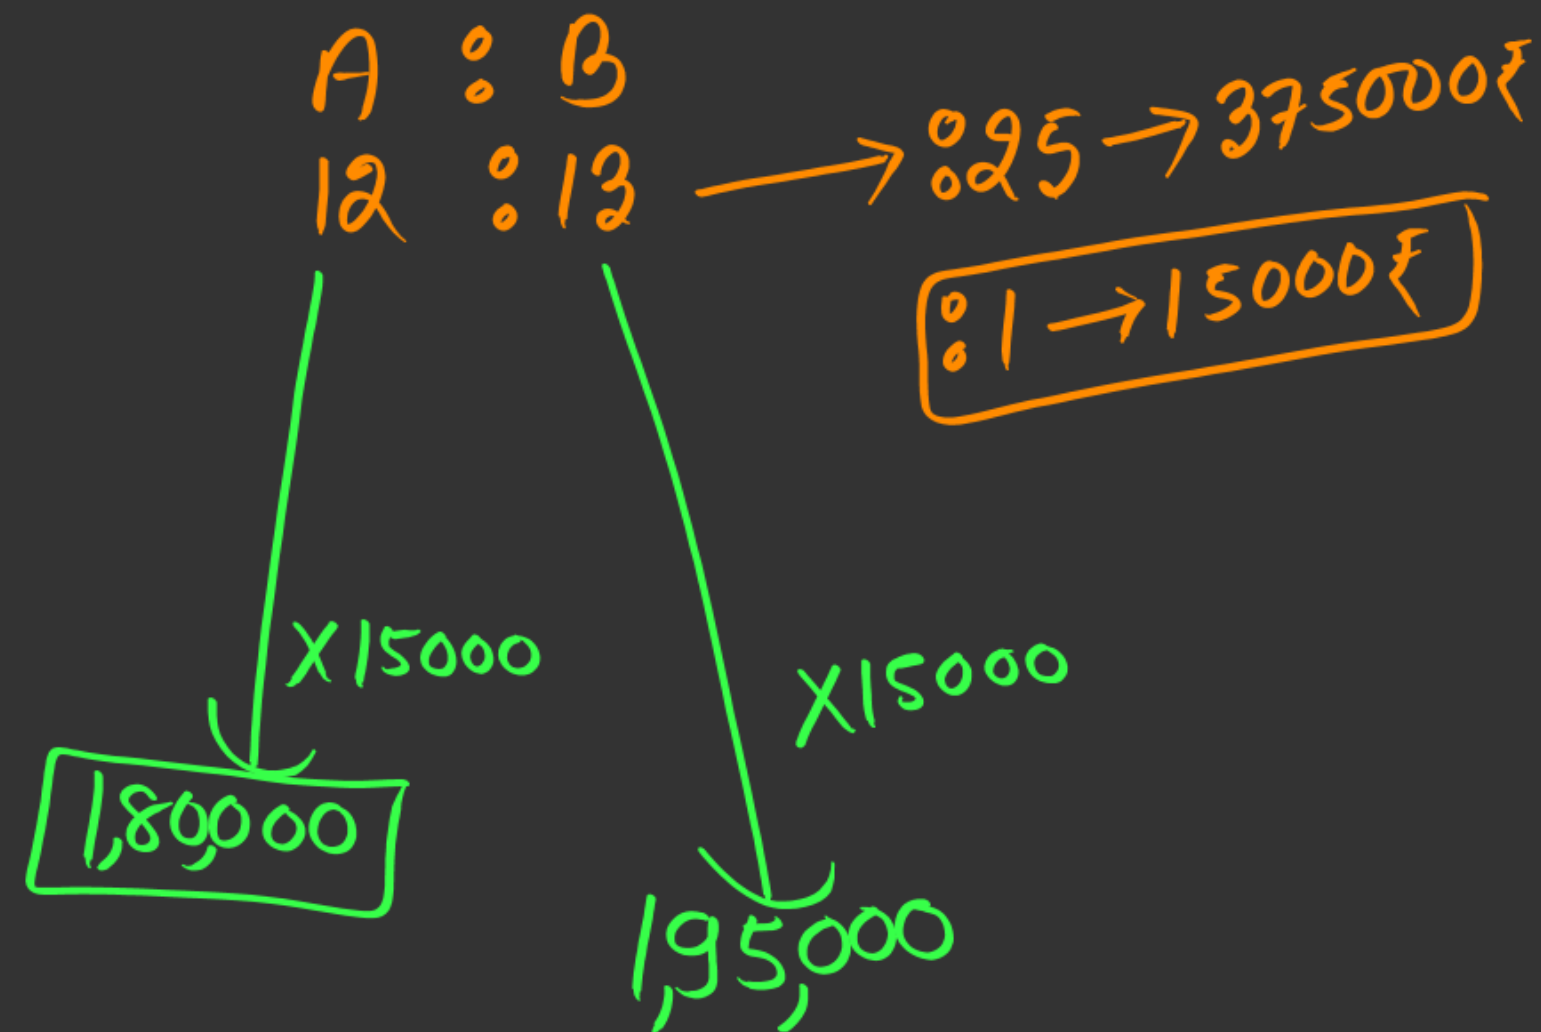 A : B
12 : 13 → :25 → 375000₹
:1 → 15000₹
X15000
X15000
1,80,000
1,95,000